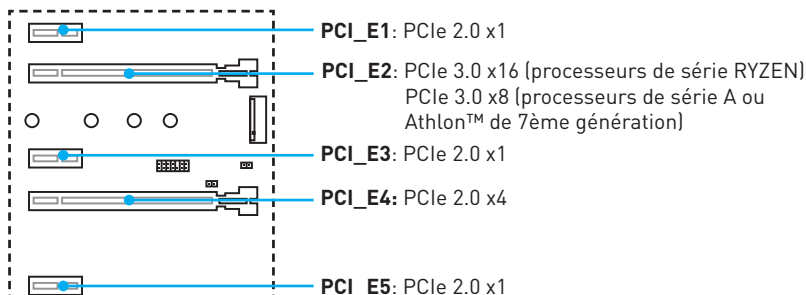 PCI_E1: PCIe 2.0 x1
PCI_E2: PCIe 3.0 x16 (processeurs de série RYZEN)
PCIe 3.0 x8 (processeurs de série A ou
Athlon™ de 7ème génération)
PCI_E3: PCIe 2.0 x1
PCI_E4: PCIe 2.0 x4
PCI_E5: PCIe 2.0 x1